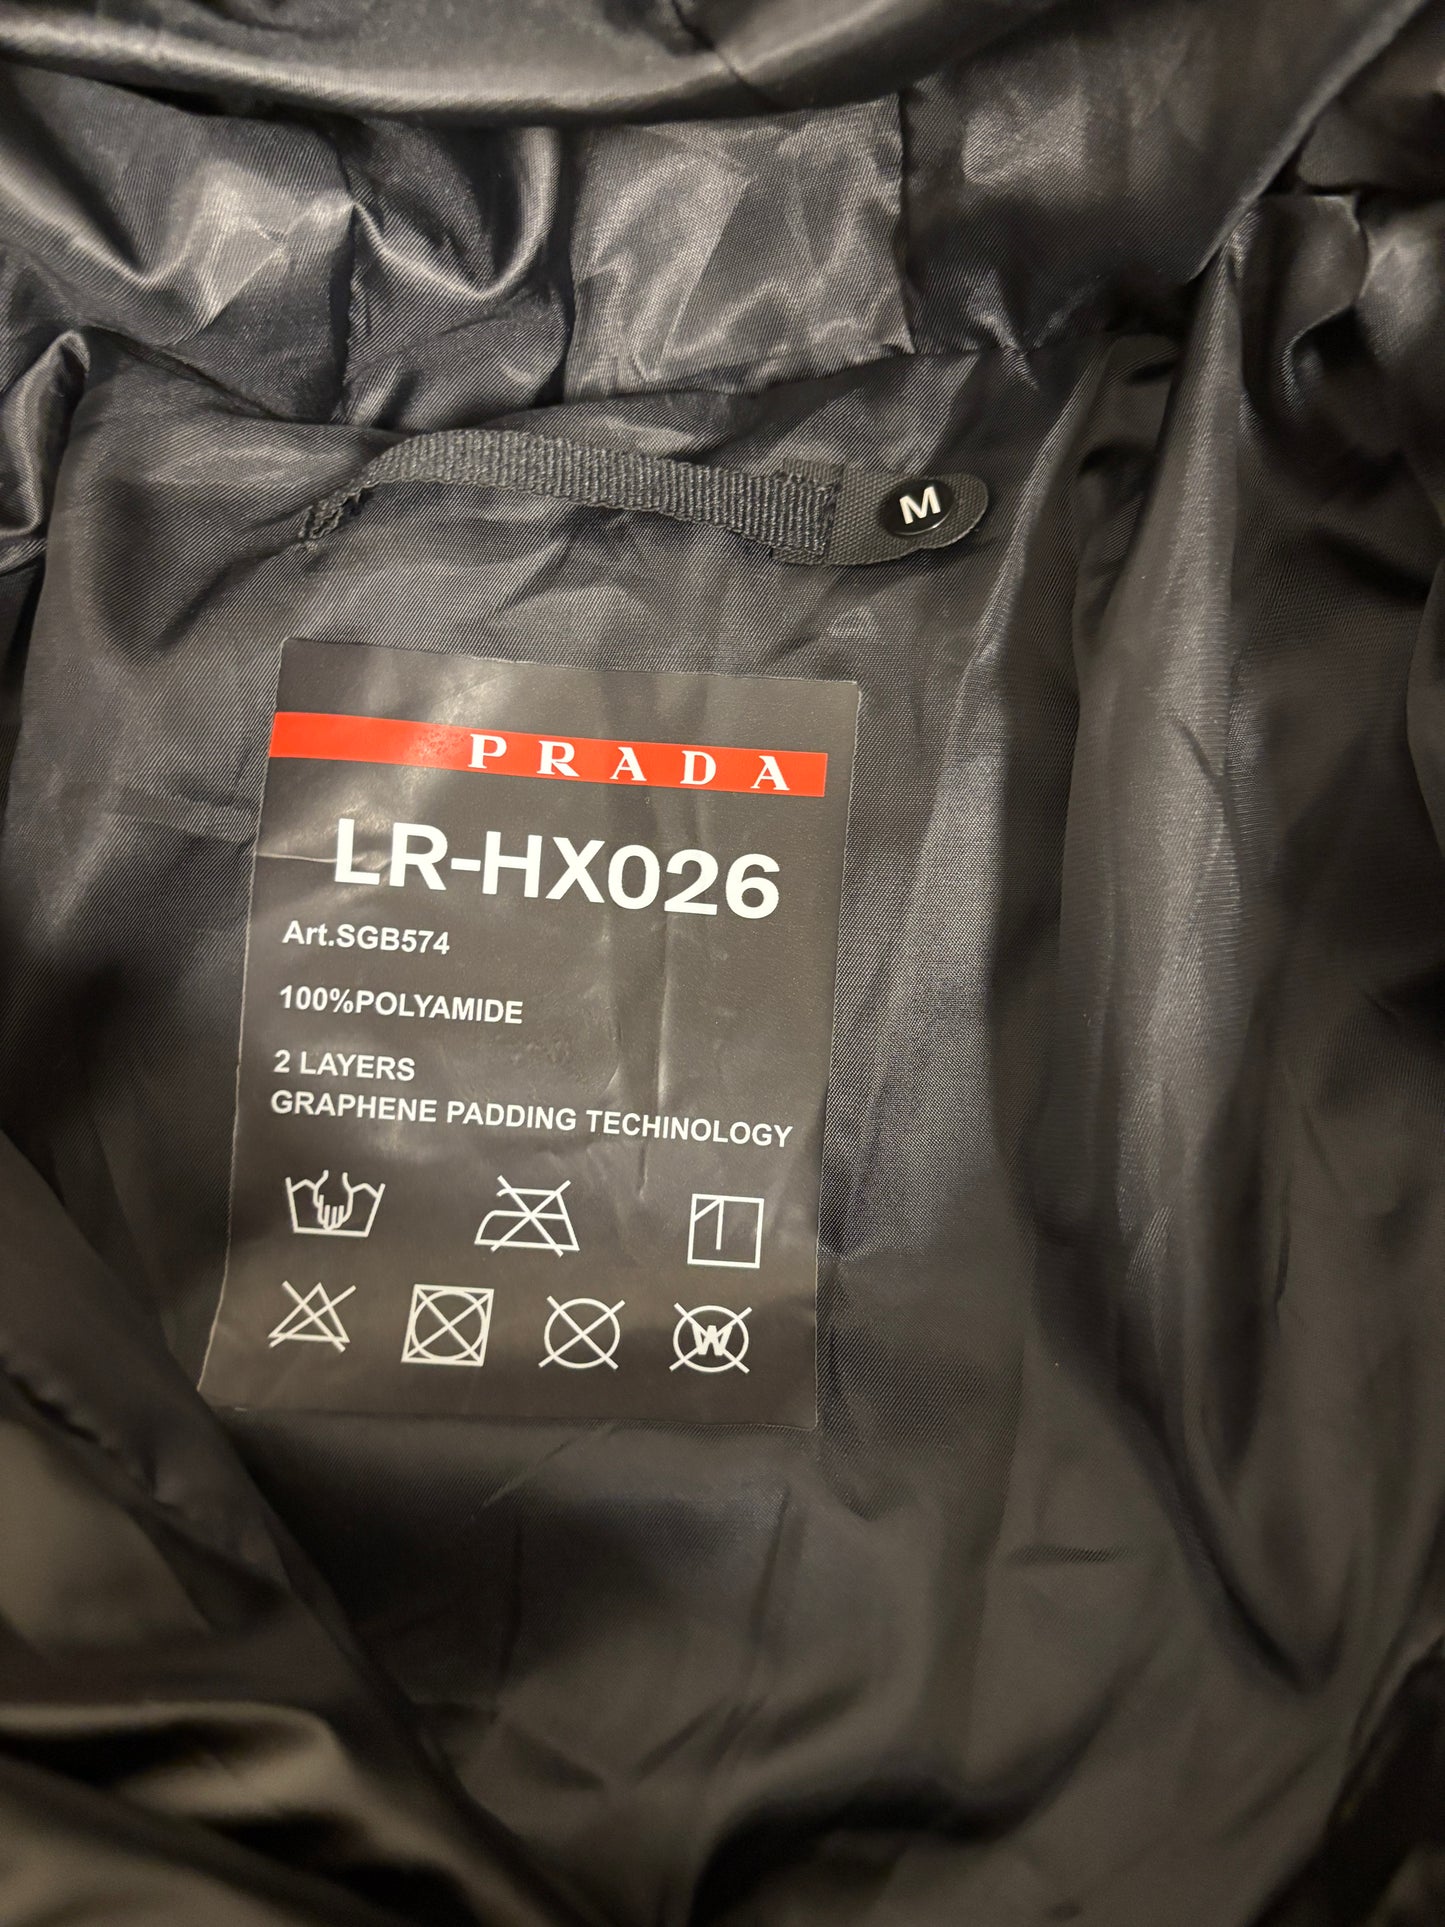 M
PRADA
LR-HX026
Art.SGB574
100%POLYAMIDE
2 LAYERS
GRAPHENE PADDING TECHINOLOGY
W